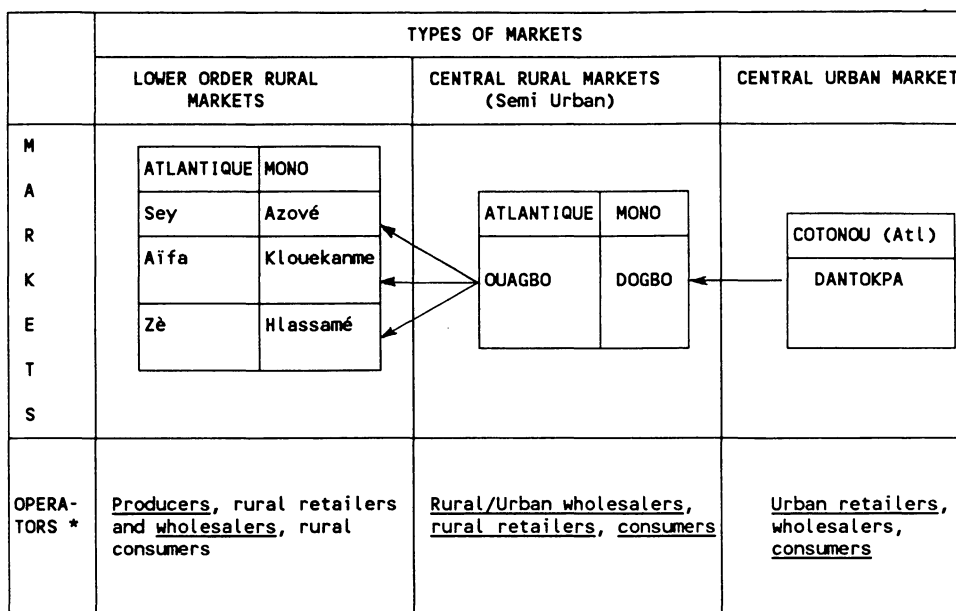 TYPES OF MARKETS
LOWER ORDER RURAL
MARKETS
CENTRAL RURAL MARKETS
(Semi Urban)
CENTRAL URBAN MARKET
M
A
R
K
E
T
S
ATLANTIQUE MONO
Sey Azové
Aïfa Klouekanme
Zè Hlassamé
ATLANTIQUE MONO
OUAGBO DOGBO
COTONOU (Atl)
DANTOKPA
OPERA-
TORS *
Producers, rural retailers
and wholesalers, rural
consumers
Rural/Urban wholesalers,
rural retailers, consumers
Urban retailers,
wholesalers,
consumers